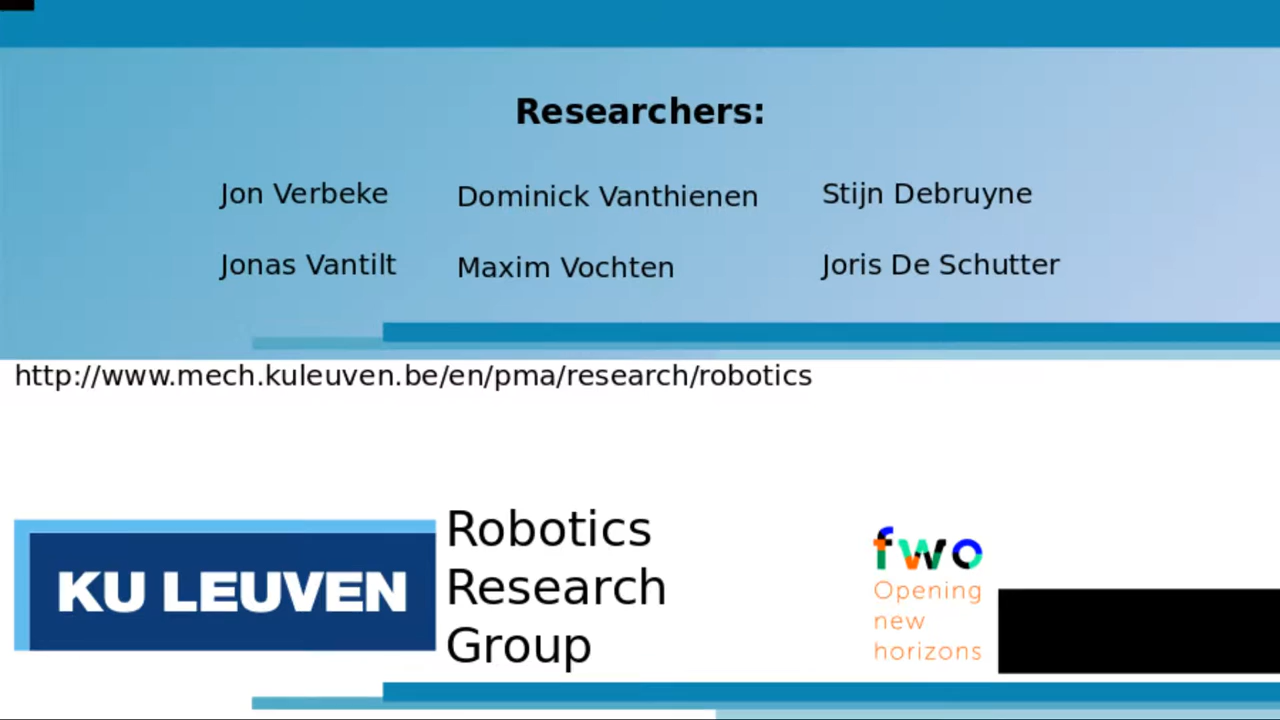 Researchers:
Jon Verbeke Dominick Vanthienen Stijn Debruyne
Jonas Vantilt Maxim Vochten Joris De Schutter
http://www.mech.kuleuven.be/en/pma/research/robotics
KU LEUVEN
Robotics
Research
Group
fwo
Opening
new
horizons